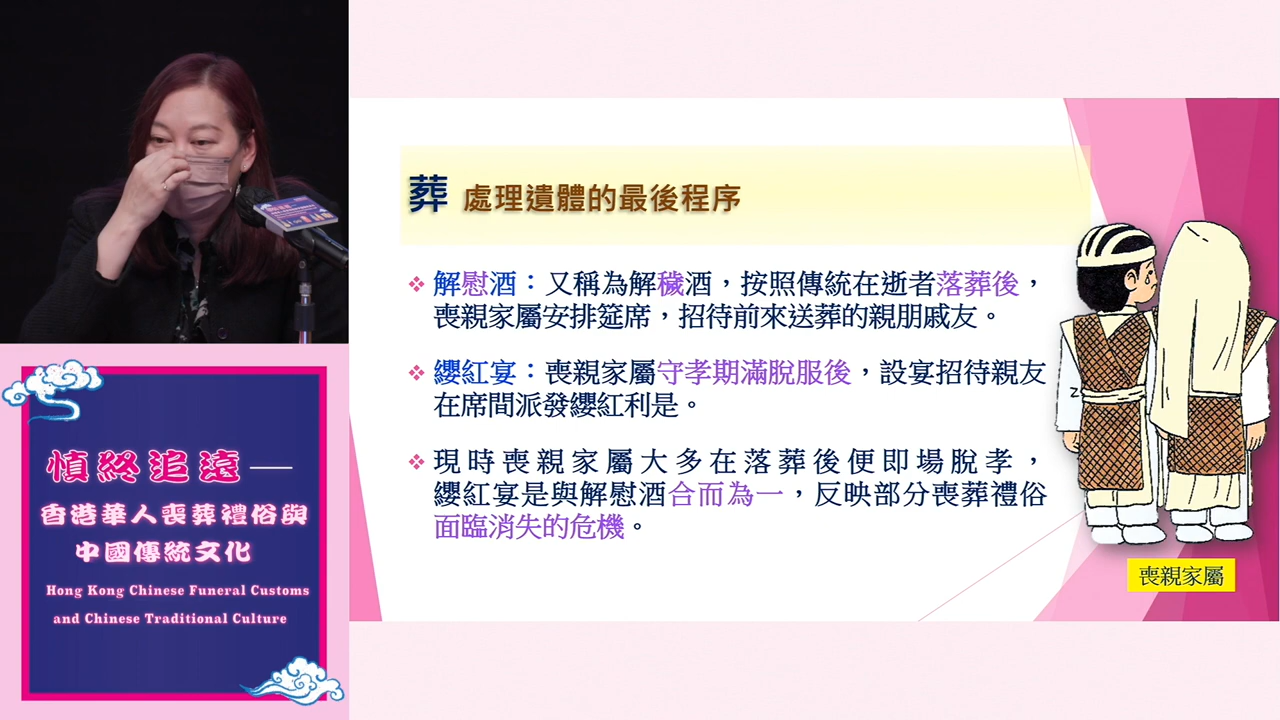 慎終追遠—
香港華人喪葬禮俗與
中國傳統文化
Hong Kong Chinese Funeral Customs
and Chinese Traditional Culture
葬 處理遺體的最後程序
❖ 解慰酒：又稱為解穢酒，按照傳統在逝者落葬後，
喪親家屬安排筵席，招待前來送葬的親朋戚友。
❖ 纓紅宴：喪親家屬守孝期滿脫服後，設宴招待親友
在席間派發纓紅利是。
❖ 現時喪親家屬大多在落葬後便即場脫孝，
纓紅宴是與解慰酒合而為一，反映部分喪葬禮俗
面臨消失的危機。
喪親家屬